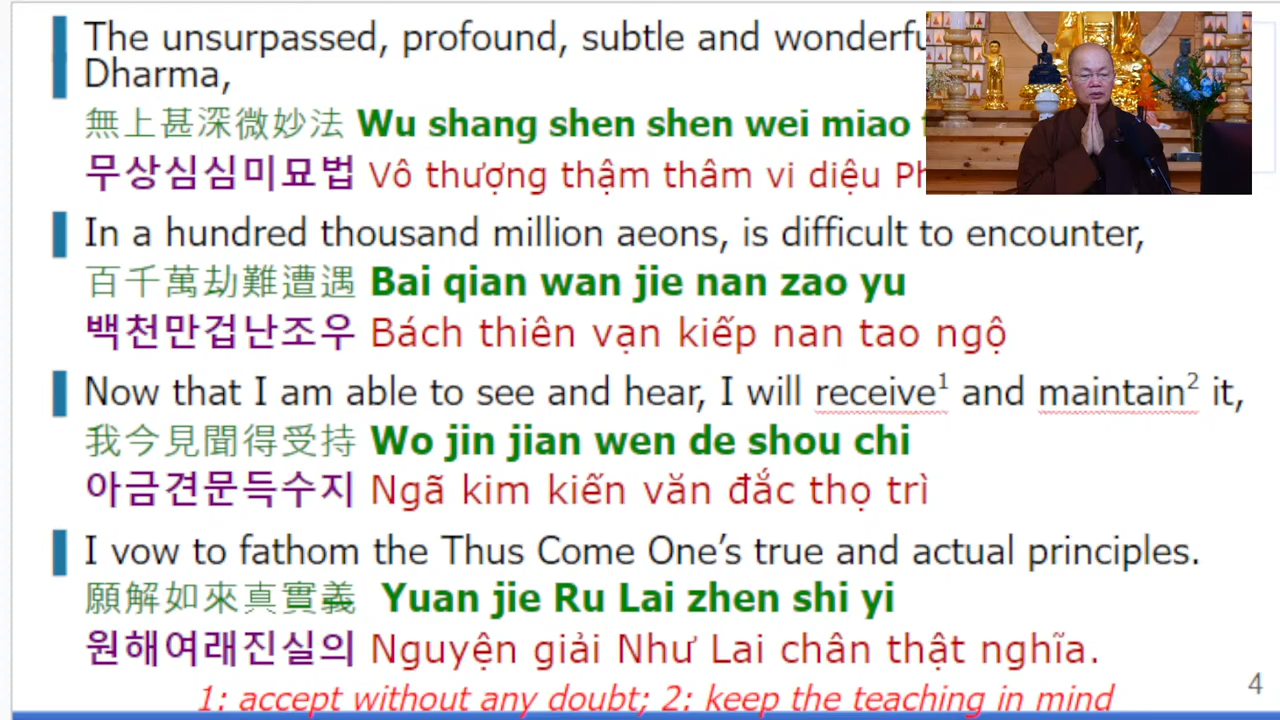 The unsurpassed, profound, subtle and
Dharma,
無上甚深微妙法 Wu shang shen shen wei miao
무상심심미묘법 Vô thượng thậm thâm vi diệu
In a hundred thousand million aeons, is difficult to encounter,
百千萬劫難遭遇 Bai qian wan jie nan zao yu
백천만겁난조우 Bách thiên vạn kiếp nan tao ngộ
Now that I am able to see and hear, I will receive1 and maintain2 it,
我今見聞得受持 Wo jin jian wen de shou chi
아금견문득수지 Ngã kim kiến văn đắc thọ trì
I vow to fathom the Thus Come One’s true and actual principles.
願解如來真實義 Yuan jie Ru Lai zhen shi yi
원해여래진실의 Nguyện giải Như Lai chân thật nghĩa.
1: accept without any doubt; 2: keep the teaching in mind
4